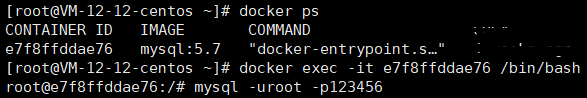 [root@VM-12-12-centos ~]# docker ps
CONTAINER ID IMAGE COMMAND
e7f8ffddae76 mysql:5.7 "docker-entrypoint.s…"
[root@VM-12-12-centos ~]# docker exec -it e7f8ffddae76 /bin/bash
root@e7f8ffddae76:/# mysql -uroot -p123456